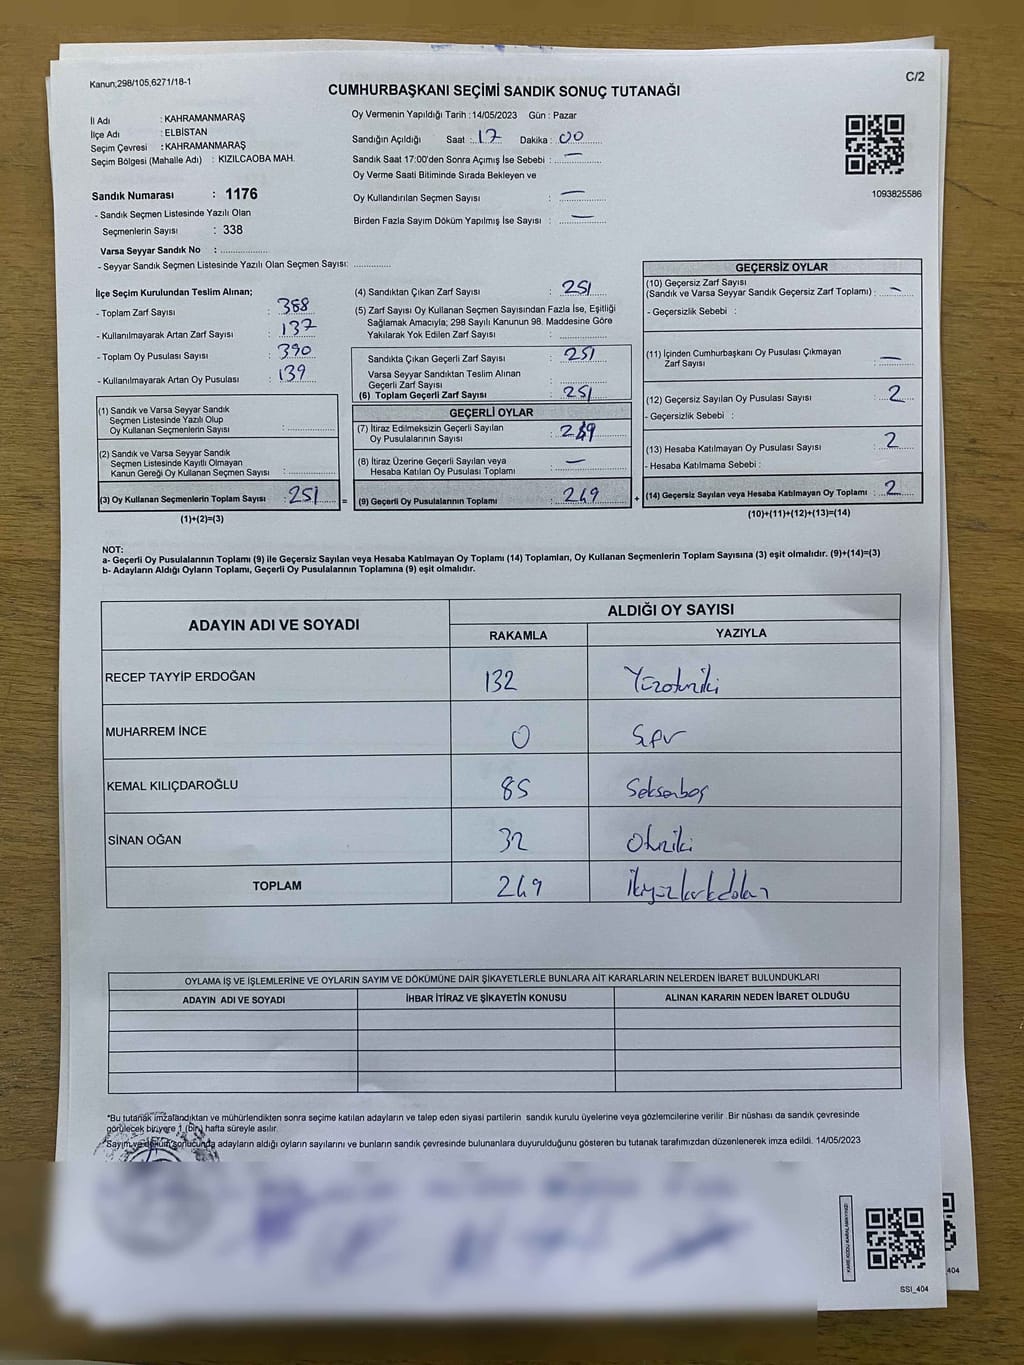 Kanun,298/105,6271/18-1
C/2
CUMHURBAŞKANI SEÇİMİ SANDIK SONUÇ TUTANAĞI
İl Adı : KAHRAMANMARAŞ
İlçe Adı : ELBİSTAN
Seçim Çevresi : KAHRAMANMARAŞ
Seçim Bölgesi (Mahalle Adı) : KIZILCAOBA MAH.
Sandık Numarası : 1176
- Sandık Seçmen Listesinde Yazılı Olan
Seçmenlerin Sayısı : 338
Varsa Seyyar Sandık No : ..............
- Seyyar Sandık Seçmen Listesinde Yazılı Olan Seçmen Sayısı: ............
Oy Vermenin Yapıldığı Tarih : 14/05/2023 Gün : Pazar
Sandığın Açıldığı Saat : 17 Dakika : 00
Sandık Saat 17:00'den Sonra Açımış İse Sebebi : —
Oy Verme Saati Bitiminde Sırada Bekleyen ve
Oy Kullandırılan Seçmen Sayısı : —
Birden Fazla Sayım Döküm Yapılmış İse Sayısı : —
1093825586
İlçe Seçim Kurulundan Teslim Alınan;
- Toplam Zarf Sayısı : 388
- Kullanılmayarak Artan Zarf Sayısı : 137
- Toplam Oy Pusulası Sayısı : 390
- Kullanılmayarak Artan Oy Pusulası : 139
(1) Sandık ve Varsa Seyyar Sandık
Seçmen Listesinde Yazılı Olup
Oy Kullanan Seçmenlerin Sayısı :
(2) Sandık ve Varsa Seyyar Sandık
Seçmen Listesinde Kayıtlı Olmayan
Kanun Gereği Oy Kullanan Seçmen Sayısı :
(3) Oy Kullanan Seçmenlerin Toplam Sayısı : 251 =
(1)+(2)=(3)
(4) Sandıktan Çıkan Zarf Sayısı : 251
(5) Zarf Sayısı Oy Kullanan Seçmen Sayısından Fazla İse, Eşitliği
Sağlamak Amacıyla; 298 Sayılı Kanunun 98. Maddesine Göre
Yakılarak Yok Edilen Zarf Sayısı :
Sandıkta Çıkan Geçerli Zarf Sayısı : 251
Varsa Seyyar Sandıktan Teslim Alınan
Geçerli Zarf Sayısı :
(6) Toplam Geçerli Zarf Sayısı : 251
GEÇERLİ OYLAR
(7) İtiraz Edilmeksizin Geçerli Sayılan
Oy Pusulalarının Sayısı : 249
(8) İtiraz Üzerine Geçerli Sayılan veya
Hesaba Katılan Oy Pusulası Toplamı : —
(9) Geçerli Oy Pusulalarının Toplamı : 249 +
GEÇERSİZ OYLAR
(10) Geçersiz Zarf Sayısı
(Sandık ve Varsa Seyyar Sandık Geçersiz Zarf Toplamı) : —
- Geçersizlik Sebebi :
(11) İçinden Cumhurbaşkanı Oy Pusulası Çıkmayan
Zarf Sayısı : —
(12) Geçersiz Sayılan Oy Pusulası Sayısı : 2
- Geçersizlik Sebebi :
(13) Hesaba Katılmayan Oy Pusulası Sayısı : 2
- Hesaba Katılmama Sebebi :
(14) Geçersiz Sayılan veya Hesaba Katılmayan Oy Toplamı : 2
(10)+(11)+(12)+(13)=(14)
NOT:
a- Geçerli Oy Pusulalarının Toplamı (9) ile Geçersiz Sayılan veya Hesaba Katılmayan Oy Toplamı (14) Toplamları, Oy Kullanan Seçmenlerin Toplam Sayısına (3) eşit olmalıdır. (9)+(14)=(3)
b- Adayların Aldığı Oyların Toplamı, Geçerli Oy Pusulalarının Toplamına (9) eşit olmalıdır.
ADAYIN ADI VE SOYADI
ALDIĞI OY SAYISI
RAKAMLA YAZIYLA
RECEP TAYYİP ERDOĞAN 132 Yüzotuziki
MUHARREM İNCE 0 Sıfır
KEMAL KILIÇDAROĞLU 85 Seksenbeş
SİNAN OĞAN 32 Otuziki
TOPLAM 249 İkiyüzkırkdokuz
OYLAMA İŞ VE İŞLEMLERİNE VE OYLARIN SAYIM VE DÖKÜMÜNE DAİR ŞİKAYETLERLE BUNLARA AİT KARARLARIN NELERDEN İBARET BULUNDUKLARI
ADAYIN ADI VE SOYADI İHBAR İTİRAZ VE ŞİKAYETİN KONUSU ALINAN KARARIN NEDEN İBARET OLDUĞU
*Bu tutanak imzalandıktan ve mühürlendikten sonra seçime katılan adayların ve talep eden siyasi partilerin sandık kurulu üyelerine veya gözlemcilerine verilir. Bir nüshası da sandık çevresinde
görülecek bir yere 1 (bir) hafta süreyle asılır.
*Sayım ve döküm sonucunda adayların aldığı oyların sayılarını ve bunların sandık çevresinde bulunanlara duyurulduğunu gösteren bu tutanak tarafımızdan düzenlenerek imza edildi. 14/05/2023
KARE KODU KARALAMAYINIZ!
SSI_404
404